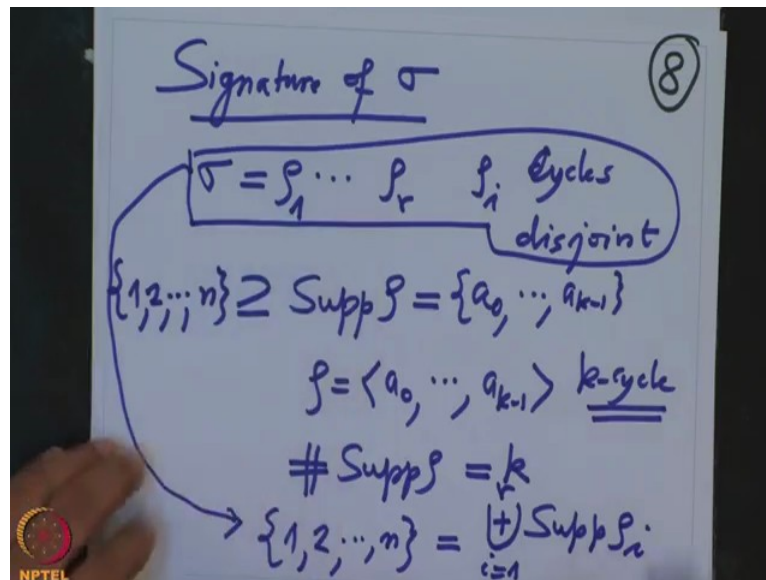 Signature of σ
⑧
σ = ρ₁ ⋯ ρᵣ ρᵢ Cycles
disjoint
{1,2,⋯,n} ⊇ Supp ρ = {a₀, ⋯, aₖ₋₁}
ρ = ⟨a₀, ⋯, aₖ₋₁⟩ k-cycle
# Supp ρ = k
{1,2,⋯,n} = ⨄ᵢ₌₁ʳ Supp ρᵢ
NPTEL